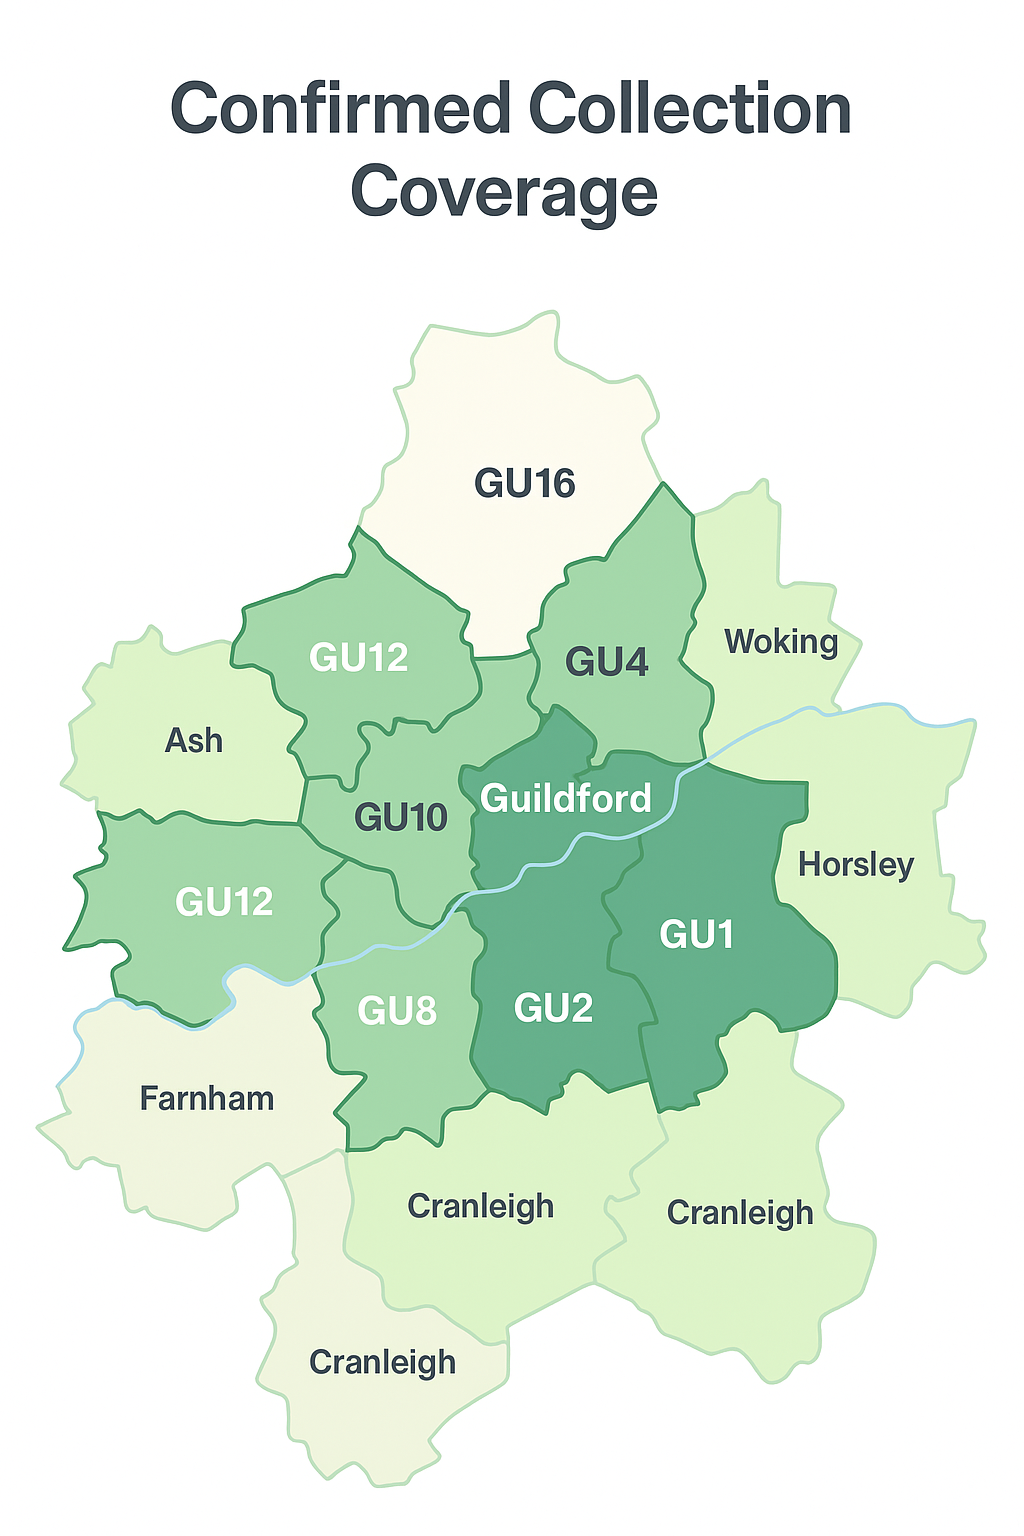 Confirmed Collection
Coverage
GU16
Woking
GU12
GU4
Ash
Guildford
GU10
Horsley
GU12
GU1
GU2
GU8
Farnham
Cranleigh
Cranleigh
Cranleigh